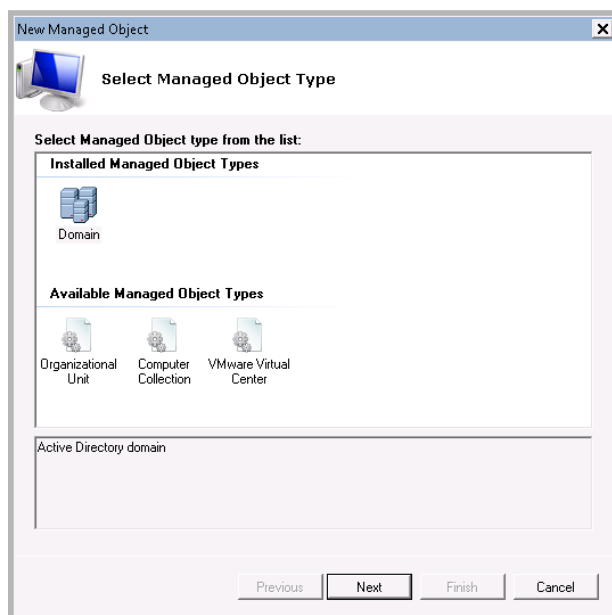 New Managed Object
Select Managed Object Type
Select Managed Object type from the list:
Installed Managed Object Types
Domain
Available Managed Object Types
Organizational Unit
Computer Collection
VMware Virtual Center
Active Directory domain
Previous
Next
Finish
Cancel